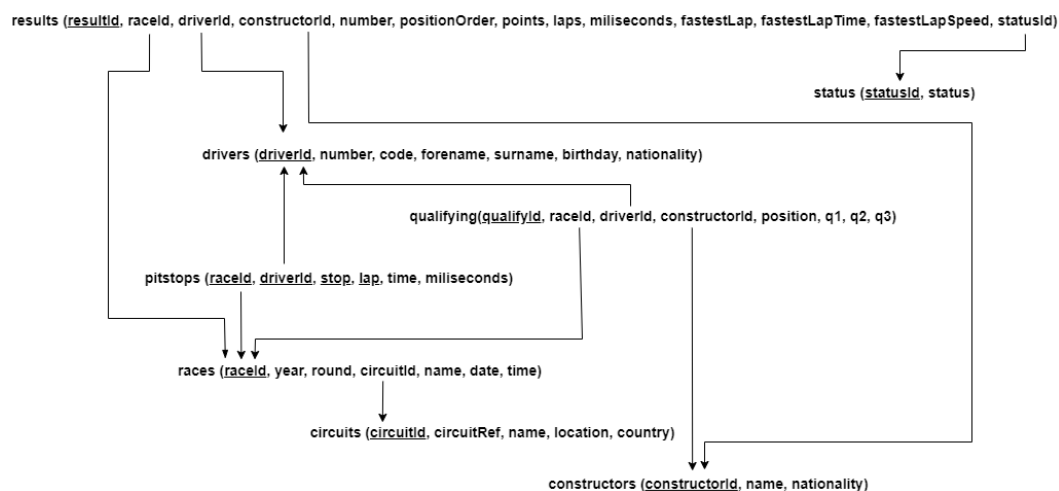 results (resultId, raceId, driverId, constructorId, number, positionOrder, points, laps, miliseconds, fastestLap, fastestLapTime, fastestLapSpeed, statusId)
status (statusId, status)
drivers (driverId, number, code, forename, surname, birthday, nationality)
qualifying(qualifyId, raceId, driverId, constructorId, position, q1, q2, q3)
pitstops (raceId, driverId, stop, lap, time, miliseconds)
races (raceId, year, round, circuitId, name, date, time)
circuits (circuitId, circuitRef, name, location, country)
constructors (constructorId, name, nationality)